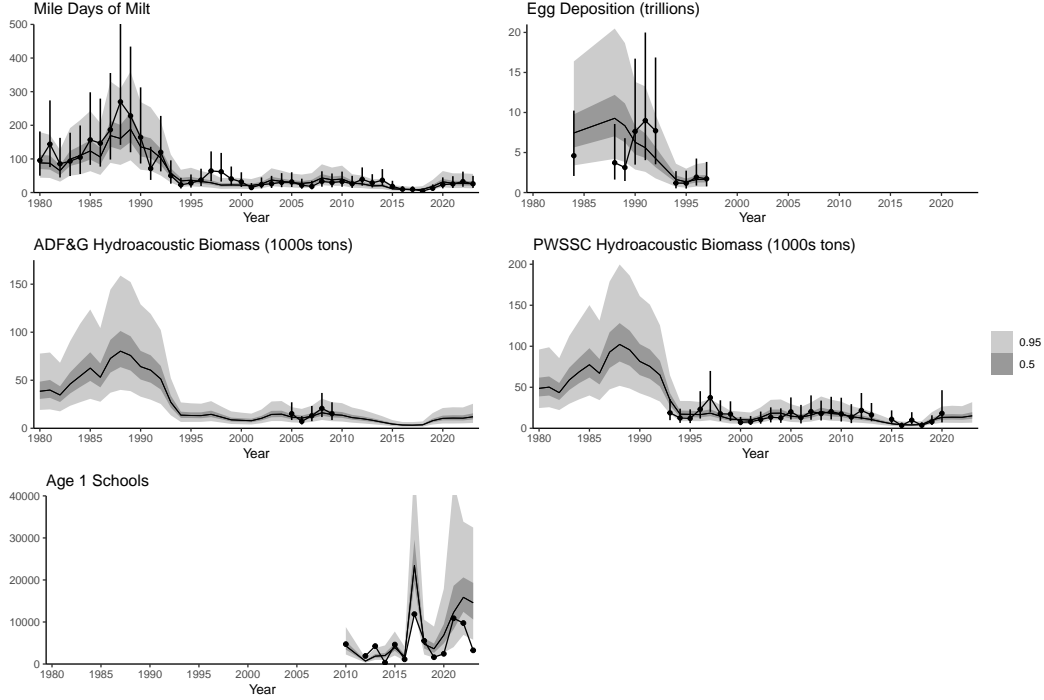 Mile Days of Milt
500
400
300
200
100
0
1980 1985 1990 1995 2000 2005 2010 2015 2020
Year
Egg Deposition (trillions)
20
15
10
5
0
1980 1985 1990 1995 2000 2005 2010 2015 2020
Year
ADF&G Hydroacoustic Biomass (1000s tons)
150
100
50
0
1980 1985 1990 1995 2000 2005 2010 2015 2020
Year
PWSSC Hydroacoustic Biomass (1000s tons)
200
150
100
50
0
1980 1985 1990 1995 2000 2005 2010 2015 2020
Year
0.95
0.5
Age 1 Schools
40000
30000
20000
10000
0
1980 1985 1990 1995 2000 2005 2010 2015 2020
Year